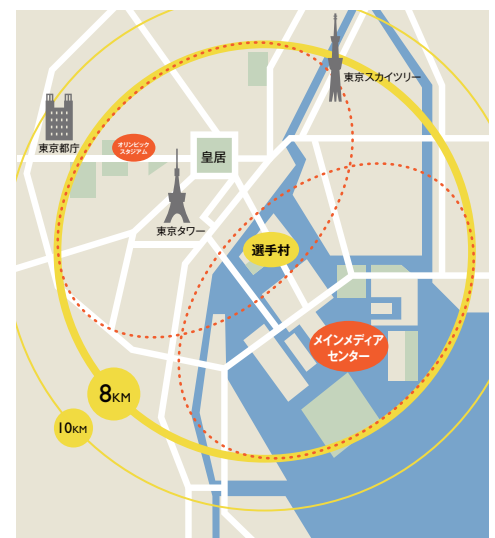 東京スカイツリー
東京都庁
オリンピック
スタジアム
皇居
東京タワー
選手村
メインメディア
センター
8KM
10KM